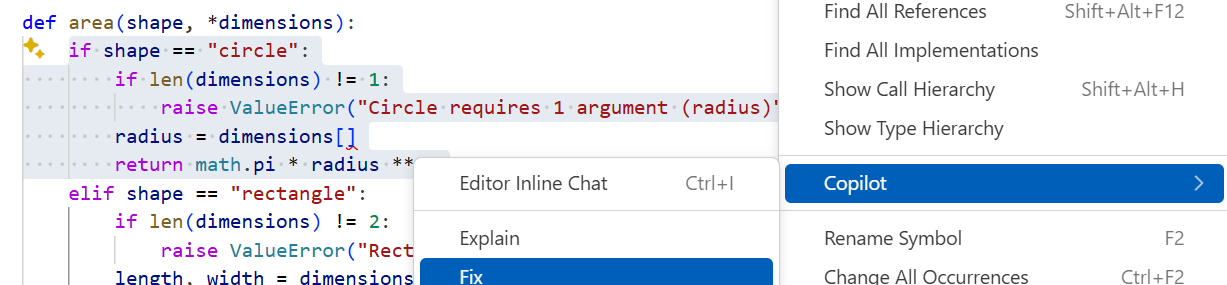 def area(shape, *dimensions):
if shape == "circle":
if len(dimensions) != 1:
raise ValueError("Circle requires 1 argument (radius)"
radius = dimensions[]
return math.pi * radius **
elif shape == "rectangle":
if len(dimensions) != 2:
raise ValueError("Rect
length, width = dimensions
Editor Inline Chat Ctrl+I
Explain
Fix
Find All References Shift+Alt+F12
Find All Implementations
Show Call Hierarchy Shift+Alt+H
Show Type Hierarchy
Copilot
Rename Symbol F2
Change All Occurrences Ctrl+F2